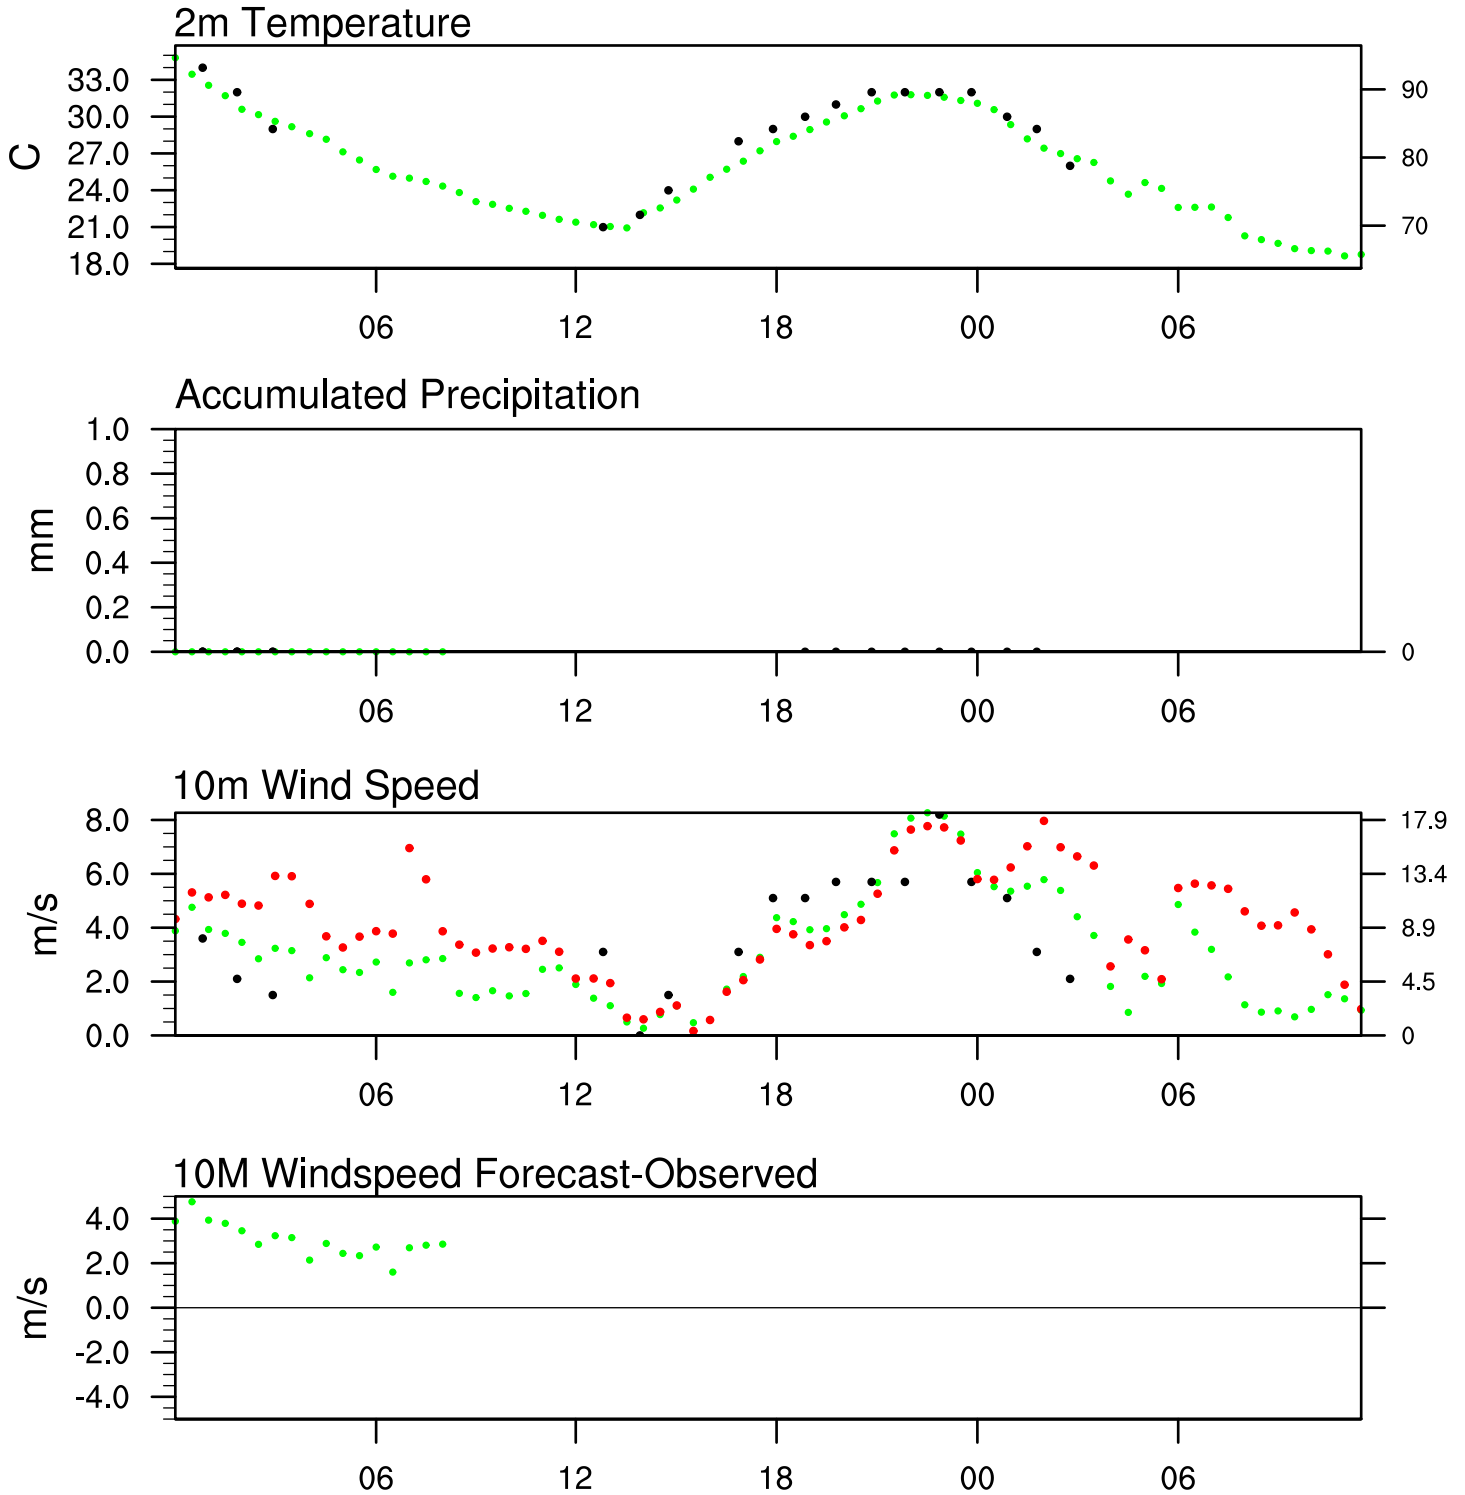 2m Temperature
33.0
30.0
27.0
24.0
21.0
18.0
C
90
80
70
06 12 18 00 06
Accumulated Precipitation
1.0
0.8
0.6
0.4
0.2
0.0
mm
0
06 12 18 00 06
10m Wind Speed
8.0
6.0
4.0
2.0
0.0
m/s
17.9
13.4
8.9
4.5
0
06 12 18 00 06
10M Windspeed Forecast-Observed
4.0
2.0
0.0
-2.0
-4.0
m/s
06 12 18 00 06